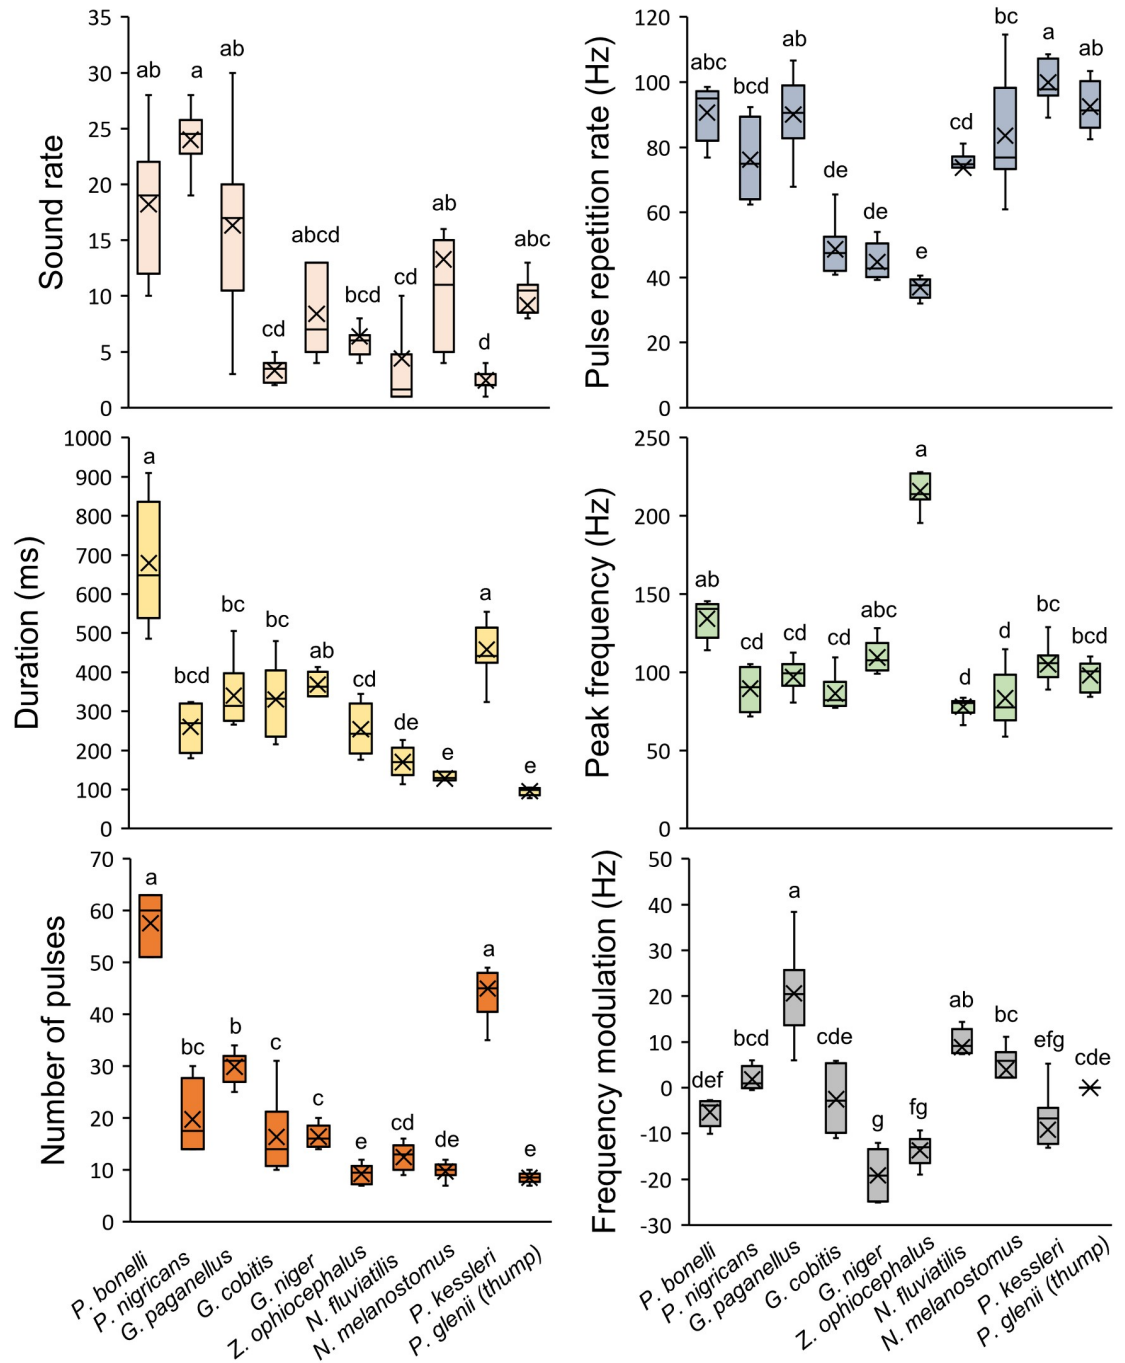 Sound rate
35
30
25
20
15
10
5
0
ab
a
ab
cd
abcd
bcd
cd
ab
d
abc
Pulse repetition rate (Hz)
120
100
80
60
40
20
0
abc
bcd
ab
de
de
e
cd
bc
a
ab
Duration (ms)
1000
900
800
700
600
500
400
300
200
100
0
a
bcd
bc
bc
ab
cd
de
e
a
e
Peak frequency (Hz)
250
200
150
100
50
0
ab
cd
cd
cd
abc
a
d
d
bc
bcd
Number of pulses
70
60
50
40
30
20
10
0
a
bc
b
c
c
e
cd
de
a
e
P. bonelli
P. nigricans
G. paganellus
G. cobitis
G. niger
Z. ophiocephalus
N. fluviatilis
N. melanostomus
P. kessleri
P. glenii (thump)
Frequency modulation (Hz)
50
40
30
20
10
0
-10
-20
-30
def
bcd
a
cde
g
fg
ab
bc
efg
cde
P. bonelli
P. nigricans
G. paganellus
G. cobitis
G. niger
Z. ophiocephalus
N. fluviatilis
N. melanostomus
P. kessleri
P. glenii (thump)